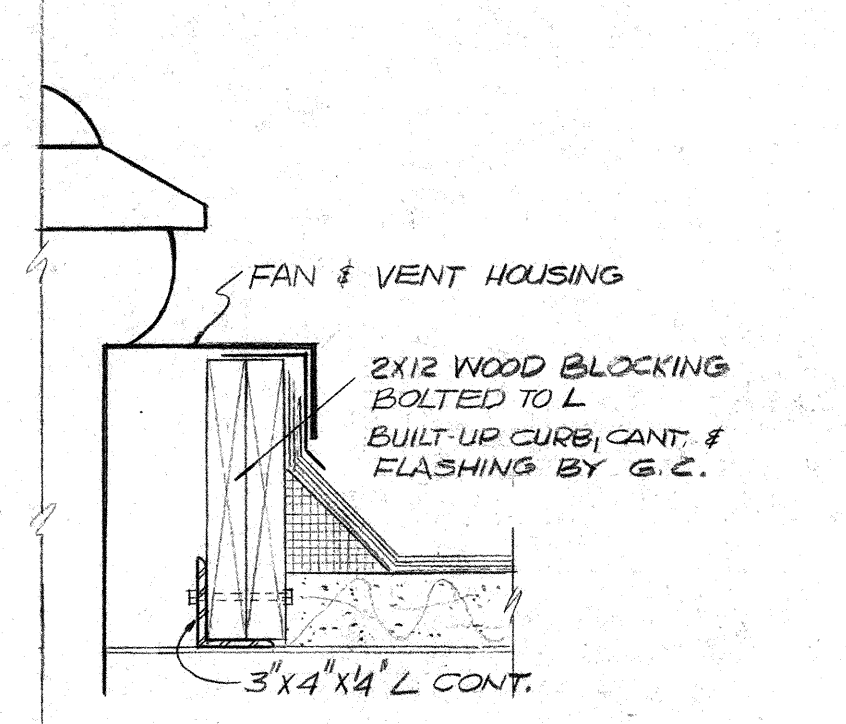 FAN & VENT HOUSING
2X12 WOOD BLOCKING
BOLTED TO L
BUILT-UP CURB, CANT. &
FLASHING BY G.C.
3"X4"X¼" L CONT.